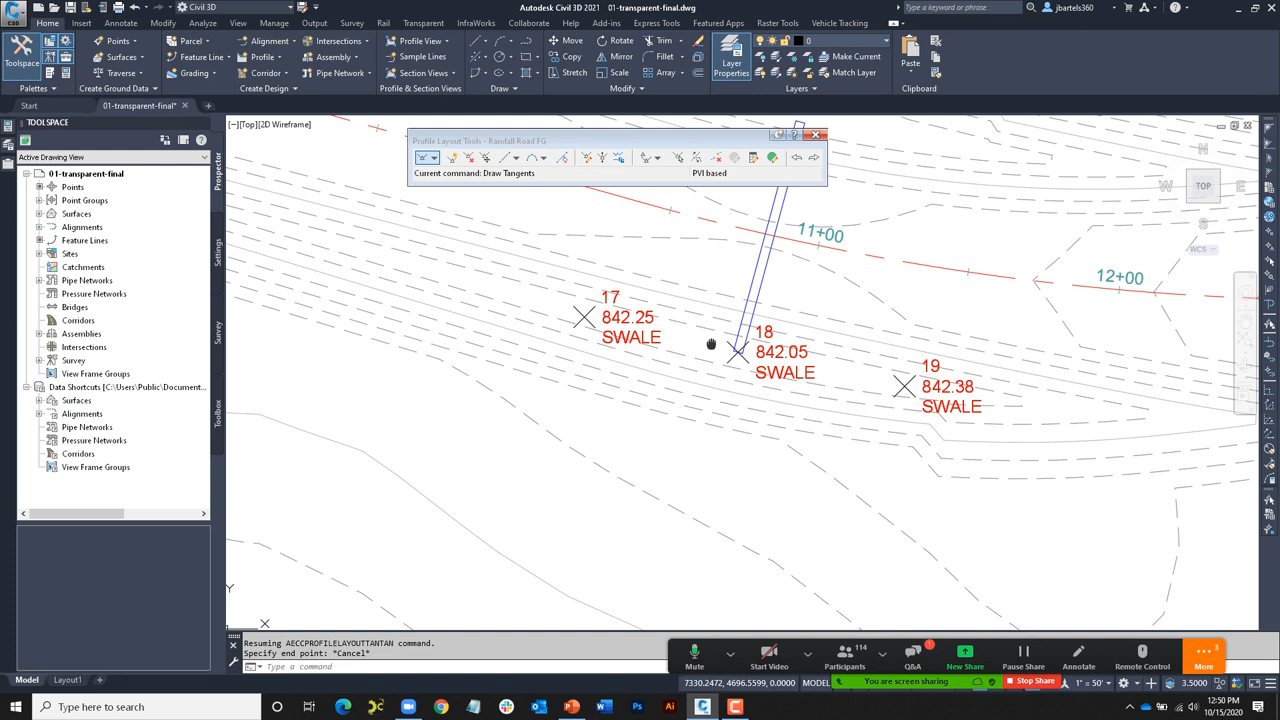 C3D
Civil 3D
Share
Autodesk Civil 3D 2021   01-transparent-final.dwg
Type a keyword or phrase
jbartels360
Home Insert Annotate Modify Analyze View Manage Output Survey Rail Transparent InfraWorks Collaborate Help Add-ins Express Tools Featured Apps Raster Tools Vehicle Tracking
Toolspace
Points
Surfaces
Traverse
Parcel
Feature Line
Grading
Alignment
Profile
Corridor
Intersections
Assembly
Pipe Network
Profile View
Sample Lines
Section Views
Move Rotate Trim
Copy Mirror Fillet
Stretch Scale Array
Layer Properties
0
Make Current
Match Layer
Paste
Palettes Create Ground Data Create Design Profile & Section Views Draw Modify Layers Clipboard
Start 01-transparent-final*
TOOLSPACE
Active Drawing View
01-transparent-final
Points
Point Groups
Surfaces
Alignments
Feature Lines
Sites
Catchments
Pipe Networks
Pressure Networks
Bridges
Corridors
Assemblies
Intersections
Survey
View Frame Groups
Data Shortcuts [C:\Users\Public\Document...
Surfaces
Alignments
Pipe Networks
Pressure Networks
Corridors
View Frame Groups
Prospector
Settings
Survey
Toolbox
[−][Top][2D Wireframe]
Profile Layout Tools - Randall Road FG
Current command: Draw Tangents
PVI based
N
W TOP E
S
WCS
11+00
12+00
17
842.25
SWALE
18
842.05
SWALE
19
842.38
SWALE
Y
X
Resuming AECCPROFILELAYOUTTANTAN command.
Specify end point: *Cancel*
Type a command
Mute
Start Video
114
Participants
1
Q&A
New Share
Pause Share
Annotate
Remote Control
3
More
Model Layout1
7330.2472, 4696.5599, 0.0000 MODEL
You are screen sharing
Stop Share
1" = 50'
3.5000
Type here to search
12:50 PM
10/15/2020